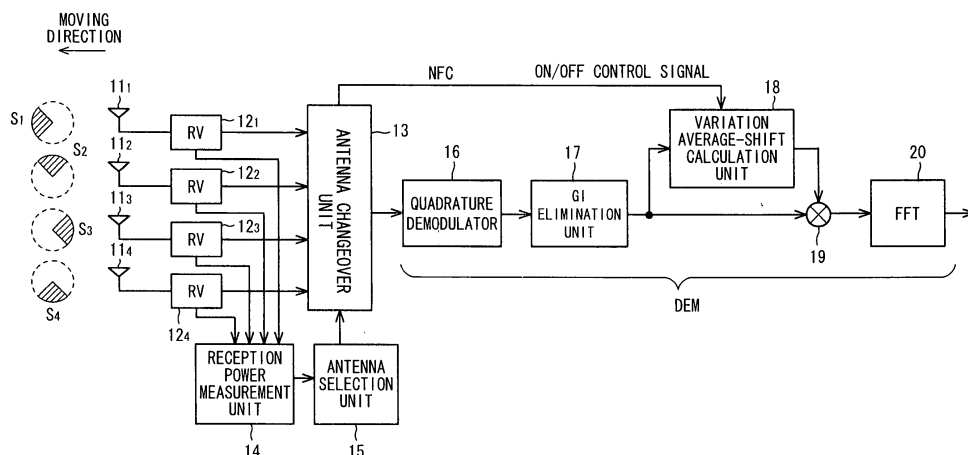 MOVING
DIRECTION
NFC
ON/OFF CONTROL SIGNAL
S1
S2
S3
S4
111
112
113
114
RV
RV
RV
RV
121
122
123
124
ANTENNA CHANGEOVER
UNIT
13
RECEPTION
POWER
MEASUREMENT
UNIT
14
ANTENNA
SELECTION
UNIT
15
QUADRATURE
DEMODULATOR
16
GI
ELIMINATION
UNIT
17
VARIATION
AVERAGE-SHIFT
CALCULATION
UNIT
18
19
FFT
20
DEM